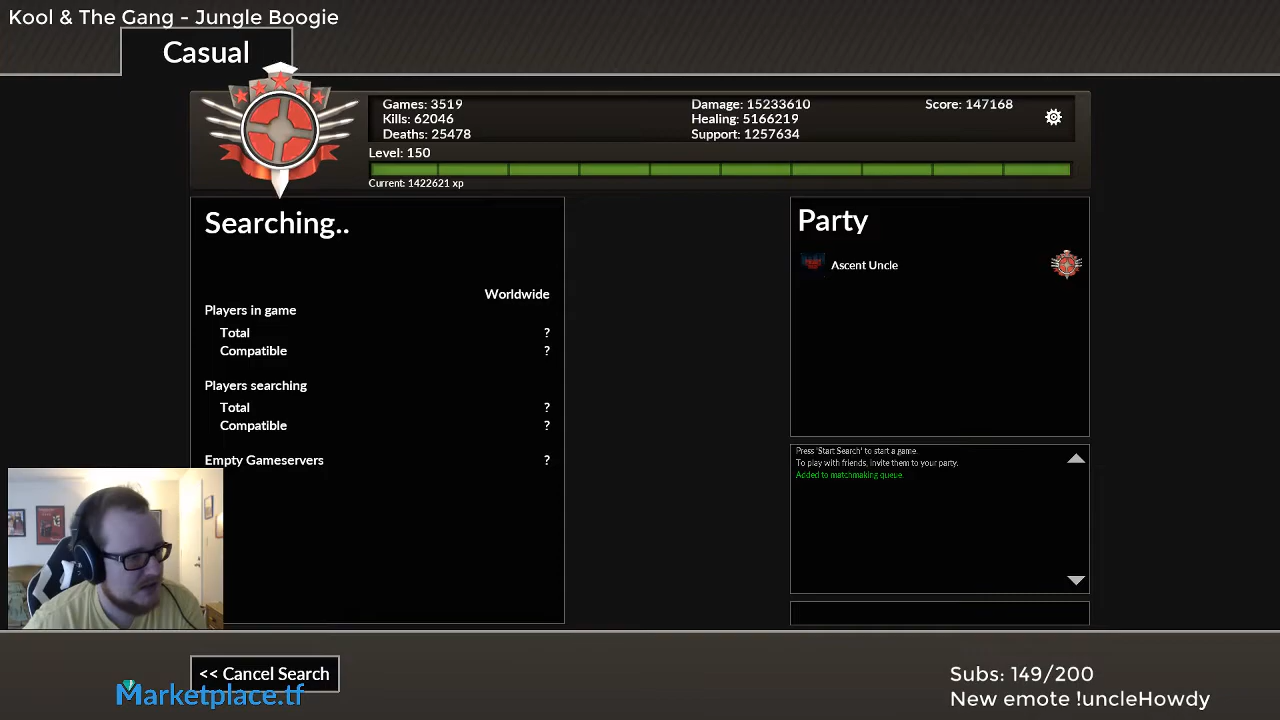 Kool & The Gang - Jungle Boogie
Casual
Games: 3519
Kills: 62046
Deaths: 25478
Damage: 15233610
Healing: 5166219
Support: 1257634
Score: 147168
Level: 150
Current: 1422621 xp
Searching..
Worldwide
Players in game
Total ?
Compatible ?
Players searching
Total ?
Compatible ?
Empty Gameservers ?
Party
Ascent Uncle
Press 'Start Search' to start a game.
To play with friends, invite them to your party.
Added to matchmaking queue
<< Cancel Search
Marketplace.tf
Subs: 149/200
New emote !uncleHowdy